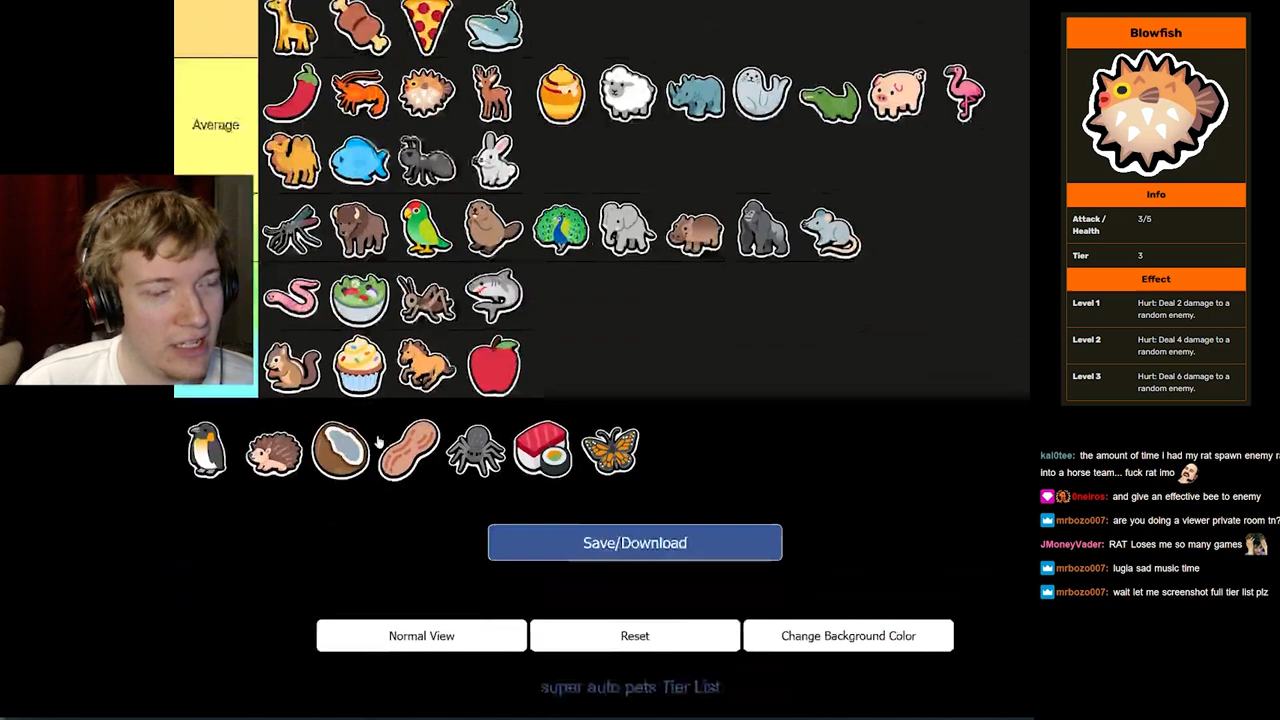 Blowfish
Average
Info
Attack / Health 3/5
Tier 3
Effect
Level 1 Hurt: Deal 2 damage to a random enemy.
Level 2 Hurt: Deal 4 damage to a random enemy.
Level 3 Hurt: Deal 6 damage to a random enemy.
kal0tee: the amount of time i had my rat spawn enemy
into a horse team... fuck rat imo
0neiros: and give an effective bee to enemy
mrbozo007: are you doing a viewer private room tn?
JMoneyVader: RAT Loses me so many games
mrbozo007: lugia sad music time
mrbozo007: wait let me screenshot full tier list plz
Save/Download
Normal View
Reset
Change Background Color
super auto pets Tier List